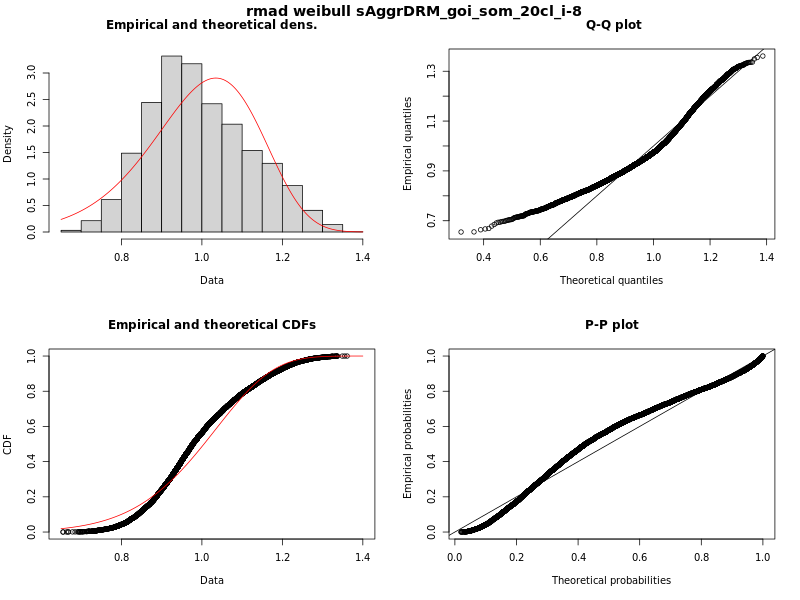 rmad weibull sAggrDRM_goi_som_20cl_i-8
Empirical and theoretical dens.
Density
0.0 0.5 1.0 1.5 2.0 2.5 3.0
0.8 1.0 1.2 1.4
Data
Q-Q plot
Empirical quantiles
0.7 0.9 1.1 1.3
0.4 0.6 0.8 1.0 1.2 1.4
Theoretical quantiles
Empirical and theoretical CDFs
CDF
0.0 0.2 0.4 0.6 0.8 1.0
0.8 1.0 1.2 1.4
Data
P-P plot
Empirical probabilities
0.0 0.2 0.4 0.6 0.8 1.0
0.0 0.2 0.4 0.6 0.8 1.0
Theoretical probabilities